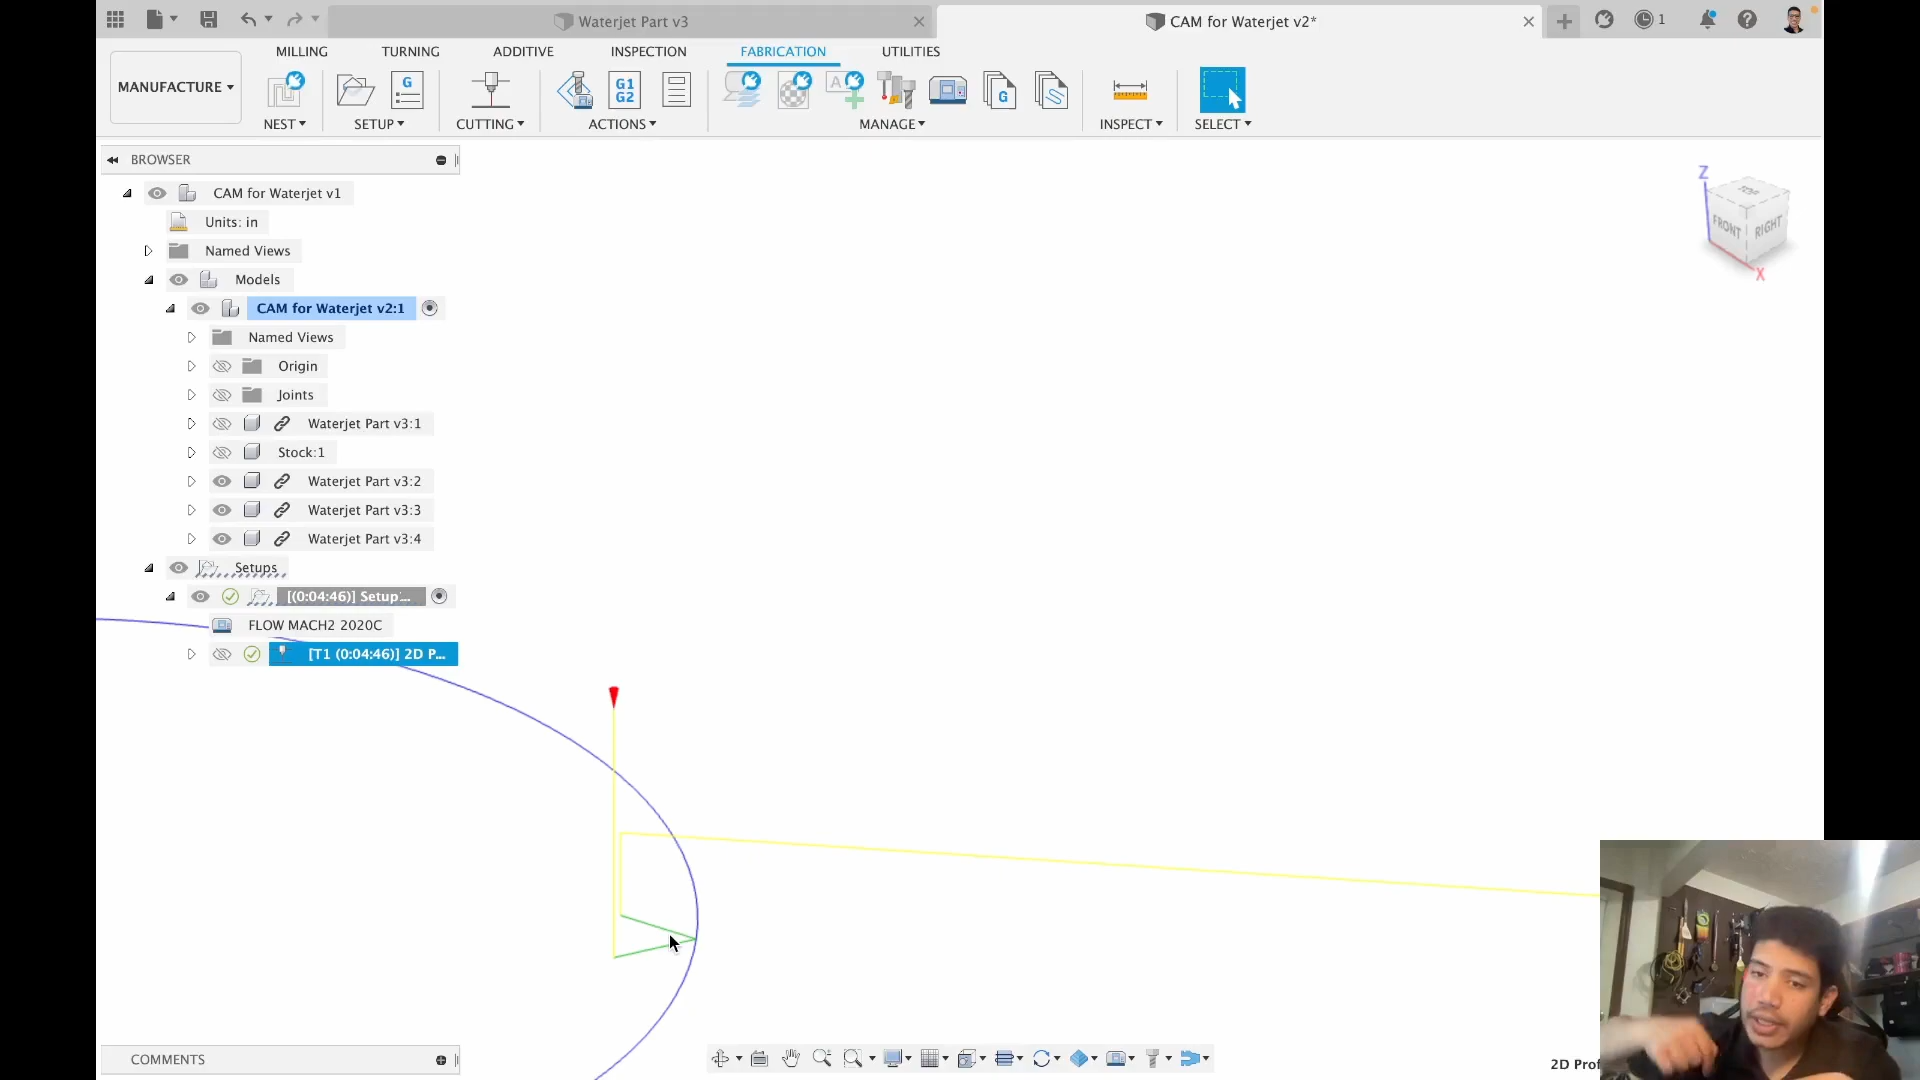 Waterjet Part v3
CAM for Waterjet v2*
1
MILLING
TURNING
ADDITIVE
INSPECTION
FABRICATION
UTILITIES
MANUFACTURE
G
G1
G2
A
G
NEST
SETUP
CUTTING
ACTIONS
MANAGE
INSPECT
SELECT
BROWSER
CAM for Waterjet v1
Units: in
Named Views
Models
CAM for Waterjet v2:1
Named Views
Origin
Joints
Waterjet Part v3:1
Stock:1
Waterjet Part v3:2
Waterjet Part v3:3
Waterjet Part v3:4
Setups
[(0:04:46)] Setup...
FLOW MACH2 2020C
[T1 (0:04:46)] 2D P...
Z
TOP
FRONT
RIGHT
X
COMMENTS
2D Prof